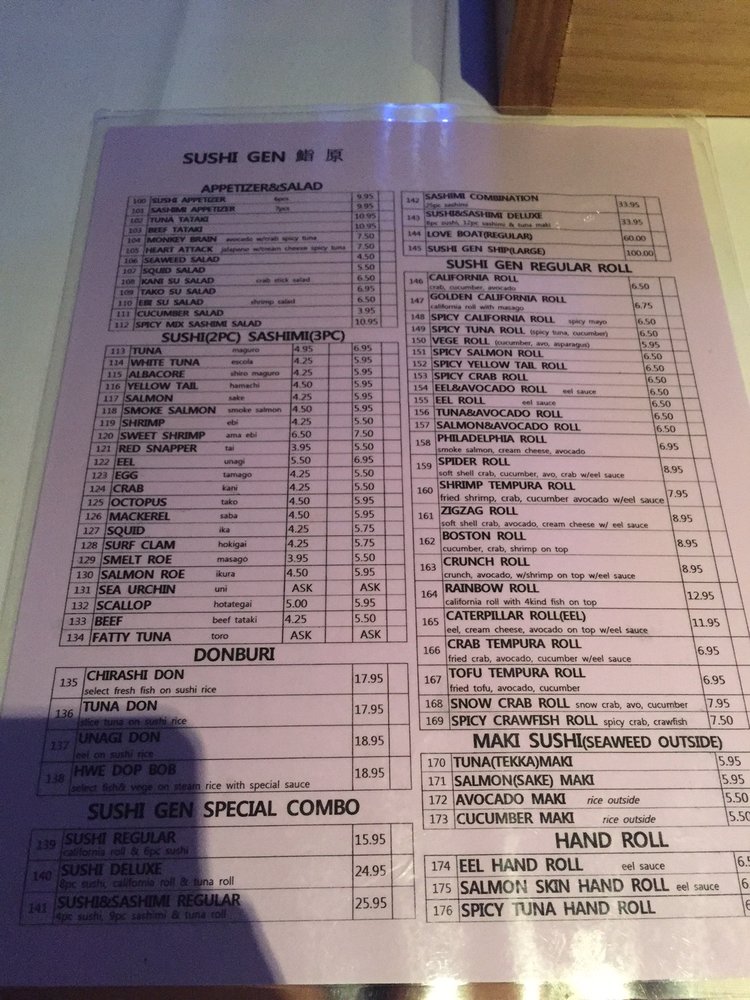 SUSHI GEN 鮨 原
APPETIZER&SALAD
100 SUSHI APPETIZER 6pcs 9.95
101 SASHIMI APPETIZER 7pcs 9.95
102 TUNA TATAKI 10.95
103 BEEF TATAKI 10.95
104 MONKEY BRAIN avocado w/crab spicy tuna 7.50
105 HEART ATTACK jalapeno w/cream cheese spicy tuna 7.50
106 SEAWEED SALAD 4.50
107 SQUID SALAD 5.50
108 KANI SU SALAD crab stick salad 6.50
109 TAKO SU SALAD 6.95
110 EBI SU SALAD shrimp salad 6.50
111 CUCUMBER SALAD 3.95
112 SPICY MIX SASHIMI SALAD 10.95
SUSHI(2PC) SASHIMI(3PC)
113 TUNA maguro 4.95 6.95
114 WHITE TUNA escola 4.25 5.95
115 ALBACORE shiro maguro 4.25 5.95
116 YELLOW TAIL hamachi 4.50 5.95
117 SALMON sake 4.25 5.95
118 SMOKE SALMON smoke salmon 4.50 5.95
119 SHRIMP ebi 4.25 5.50
120 SWEET SHRIMP ama ebi 6.50 7.50
121 RED SNAPPER tai 3.95 5.50
122 EEL unagi 5.50 6.95
123 EGG tamago 4.25 5.50
124 CRAB kani 4.25 5.50
125 OCTOPUS tako 4.50 5.95
126 MACKEREL saba 4.50 5.95
127 SQUID ika 4.25 5.75
128 SURF CLAM hokigai 4.25 5.75
129 SMELT ROE masago 3.95 5.50
130 SALMON ROE ikura 4.50 5.95
131 SEA URCHIN uni ASK ASK
132 SCALLOP hotategai 5.00 5.95
133 BEEF beef tataki 4.25 5.50
134 FATTY TUNA toro ASK ASK
DONBURI
135 CHIRASHI DON 17.95
select fresh fish on sushi rice
136 TUNA DON 17.95
slice tuna on sushi rice
137 UNAGI DON 18.95
eel on sushi rice
138 HWE DOP BOB 18.95
select fish& vege on steam rice with special sauce
SUSHI GEN SPECIAL COMBO
139 SUSHI REGULAR 15.95
california roll & 6pc sushi
140 SUSHI DELUXE 24.95
8pc sushi, california roll & tuna roll
141 SUSHI&SASHIMI REGULAR 25.95
4pc sushi, 9pc sashimi & tuna roll
142 SASHIMI COMBINATION 33.95
25pc sashimi
143 SUSHI&SASHIMI DELUXE 33.95
8pc sushi, 12pc sashimi & tuna maki
144 LOVE BOAT(REGULAR) 60.00
145 SUSHI GEN SHIP(LARGE) 100.00
SUSHI GEN REGULAR ROLL
146 CALIFORNIA ROLL 6.50
crab, cucumber, avocado
147 GOLDEN CALIFORNIA ROLL 6.75
california roll with masago
148 SPICY CALIFORNIA ROLL spicy mayo 6.50
149 SPICY TUNA ROLL (spicy tuna, cucumber) 6.50
150 VEGE ROLL (cucumber, avo, asparagus) 5.95
151 SPICY SALMON ROLL 6.50
152 SPICY YELLOW TAIL ROLL 6.50
153 SPICY CRAB ROLL 6.50
154 EEL&AVOCADO ROLL eel sauce 6.50
155 EEL ROLL eel sauce 6.50
156 TUNA&AVOCADO ROLL 6.50
157 SALMON&AVOCADO ROLL 6.50
158 PHILADELPHIA ROLL 6.95
smoke salmon, cream cheese, avocado
159 SPIDER ROLL 8.95
soft shell crab, cucumber, avo, crab w/eel sauce
160 SHRIMP TEMPURA ROLL 7.95
fried shrimp, crab, cucumber avocado w/eel sauce
161 ZIGZAG ROLL 8.95
soft shell crab, avocado, cream cheese w/ eel sauce
162 BOSTON ROLL 8.95
cucumber, crab, shrimp on top
163 CRUNCH ROLL 8.95
crunch, avocado, w/shrimp on top w/eel sauce
164 RAINBOW ROLL 12.95
california roll with 4kind fish on top
165 CATERPILLAR ROLL(EEL) 11.95
eel, cream cheese, avocado on top w/eel sauce
166 CRAB TEMPURA ROLL 6.95
fried crab, avocado, cucumber w/eel sauce
167 TOFU TEMPURA ROLL 6.95
fried tofu, avocado, cucumber
168 SNOW CRAB ROLL snow crab, avo, cucumber 7.95
169 SPICY CRAWFISH ROLL spicy crab, crawfish 7.50
MAKI SUSHI(SEAWEED OUTSIDE)
170 TUNA(TEKKA)MAKI 5.95
171 SALMON(SAKE) MAKI 5.95
172 AVOCADO MAKI rice outside 5.50
173 CUCUMBER MAKI rice outside 5.50
HAND ROLL
174 EEL HAND ROLL eel sauce
175 SALMON SKIN HAND ROLL eel sauce
176 SPICY TUNA HAND ROLL